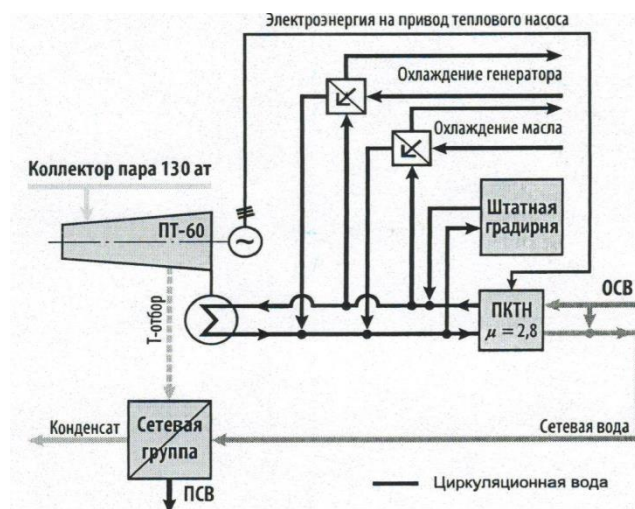 Электроэнергия на привод теплового насоса
Охлаждение генератора
Охлаждение масла
Коллектор пара 130 ат
ПТ-60
~
Штатная
градирня
ОСВ
ПКТН
μ = 2,8
Т-отбор
Конденсат
Сетевая
группа
Сетевая вода
ПСВ
Циркуляционная вода